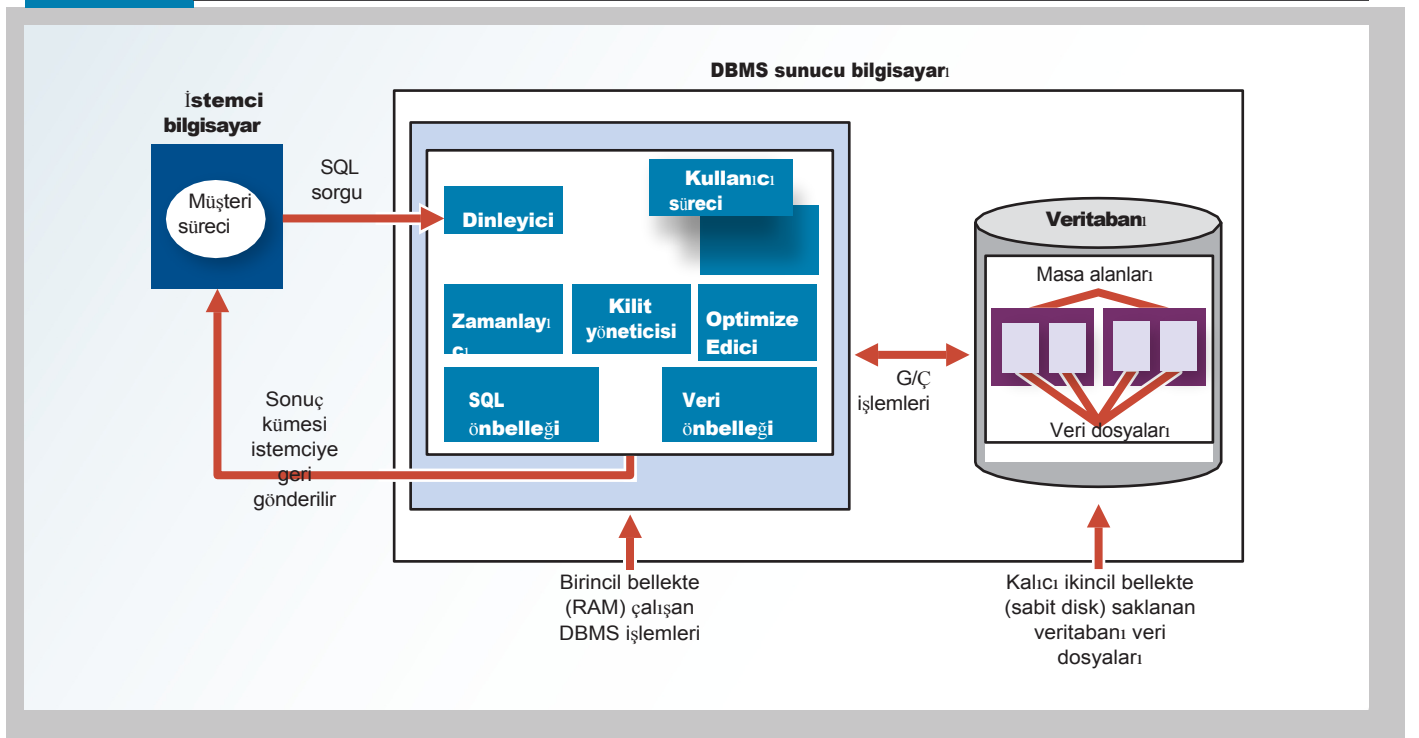 DBMS sunucu bilgisayarı
İstemci
bilgisayar
SQL
sorgu
Müşteri
süreci
Dinleyici
Kullanıcı
süreci
Zamanlayı
cı
Kilit
yöneticisi
Optimize
Edici
SQL
önbelleği
Veri
önbelleği
Veritabanı
Masa alanları
Veri dosyaları
G/Ç
işlemleri
Sonuç
kümesi
istemciye
geri
gönderilir
Birincil bellekte
(RAM) çalışan
DBMS işlemleri
Kalıcı ikincil bellekte
(sabit disk) saklanan
veritabanı veri
dosyaları